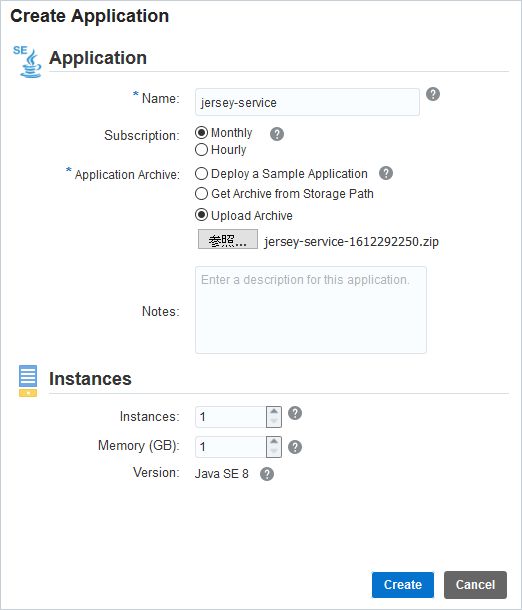 Create Application
SE
Application
* Name: jersey-service ?
Subscription: Monthly ?
Hourly
* Application Archive: Deploy a Sample Application ?
Get Archive from Storage Path
Upload Archive
参照... jersey-service-1612292250.zip
Enter a description for this application.
Notes:
Instances
Instances: 1 ?
Memory (GB): 1 ?
Version: Java SE 8 ?
Create Cancel